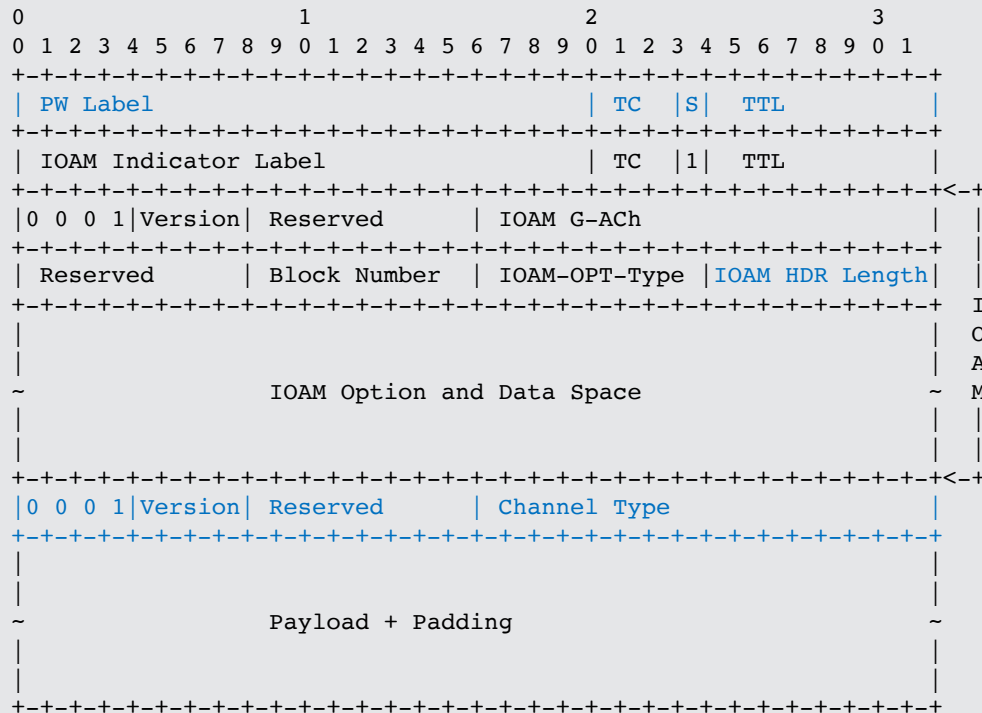 0                   1                   2                   3
0 1 2 3 4 5 6 7 8 9 0 1 2 3 4 5 6 7 8 9 0 1 2 3 4 5 6 7 8 9 0 1
+-+-+-+-+-+-+-+-+-+-+-+-+-+-+-+-+-+-+-+-+-+-+-+-+-+-+-+-+-+-+-+-+
| PW Label                              | TC  |S|  TTL          |
+-+-+-+-+-+-+-+-+-+-+-+-+-+-+-+-+-+-+-+-+-+-+-+-+-+-+-+-+-+-+-+-+
| IOAM Indicator Label                  | TC  |1|  TTL          |
+-+-+-+-+-+-+-+-+-+-+-+-+-+-+-+-+-+-+-+-+-+-+-+-+-+-+-+-+-+-+-+-+<-+
|0 0 0 1|Version| Reserved      | IOAM G-ACh                    |  |
+-+-+-+-+-+-+-+-+-+-+-+-+-+-+-+-+-+-+-+-+-+-+-+-+-+-+-+-+-+-+-+-+  |
| Reserved      | Block Number  | IOAM-OPT-Type |IOAM HDR Length|  |
+-+-+-+-+-+-+-+-+-+-+-+-+-+-+-+-+-+-+-+-+-+-+-+-+-+-+-+-+-+-+-+-+  I
|                                                               |  O
|                                                               |  A
~                 IOAM Option and Data Space                    ~  M
|                                                               |  |
|                                                               |  |
+-+-+-+-+-+-+-+-+-+-+-+-+-+-+-+-+-+-+-+-+-+-+-+-+-+-+-+-+-+-+-+-+<-+
|0 0 0 1|Version| Reserved      | Channel Type                  |
+-+-+-+-+-+-+-+-+-+-+-+-+-+-+-+-+-+-+-+-+-+-+-+-+-+-+-+-+-+-+-+-+
|                                                               |
|                                                               |
~                 Payload + Padding                             ~
|                                                               |
|                                                               |
+-+-+-+-+-+-+-+-+-+-+-+-+-+-+-+-+-+-+-+-+-+-+-+-+-+-+-+-+-+-+-+-+